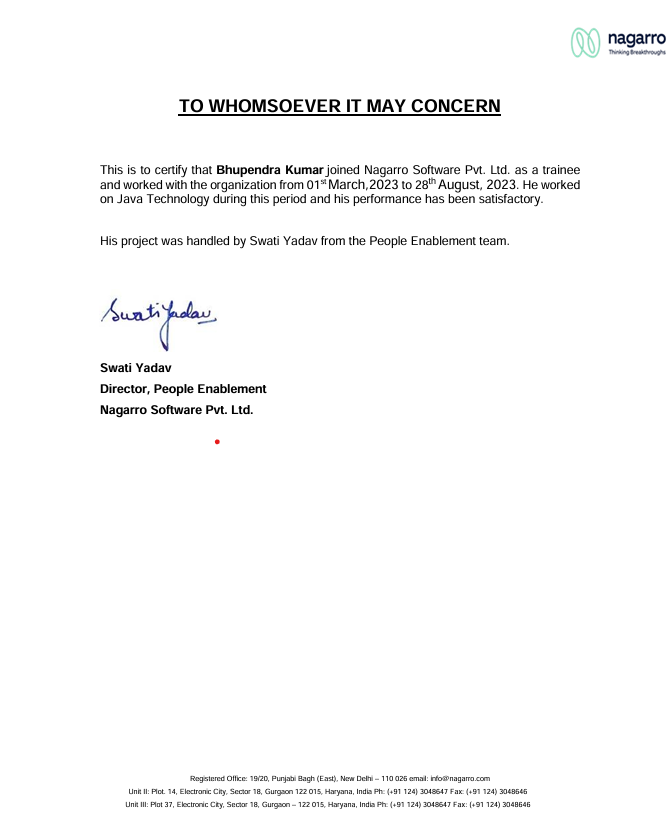 nagarro
Thinking Breakthroughs
TO WHOMSOEVER IT MAY CONCERN
This is to certify that Bhupendra Kumar joined Nagarro Software Pvt. Ltd. as a trainee
and worked with the organization from 01st March,2023 to 28th August, 2023. He worked
on Java Technology during this period and his performance has been satisfactory.
His project was handled by Swati Yadav from the People Enablement team.
Swati Yadav
Swati Yadav
Director, People Enablement
Nagarro Software Pvt. Ltd.
Registered Office: 19/20, Punjabi Bagh (East), New Delhi – 110 026 email: info@nagarro.com
Unit II: Plot. 14, Electronic City, Sector 18, Gurgaon 122 015, Haryana, India Ph: (+91 124) 3048647 Fax: (+91 124) 3048646
Unit III: Plot 37, Electronic City, Sector 18, Gurgaon – 122 015, Haryana, India Ph: (+91 124) 3048647 Fax: (+91 124) 3048646